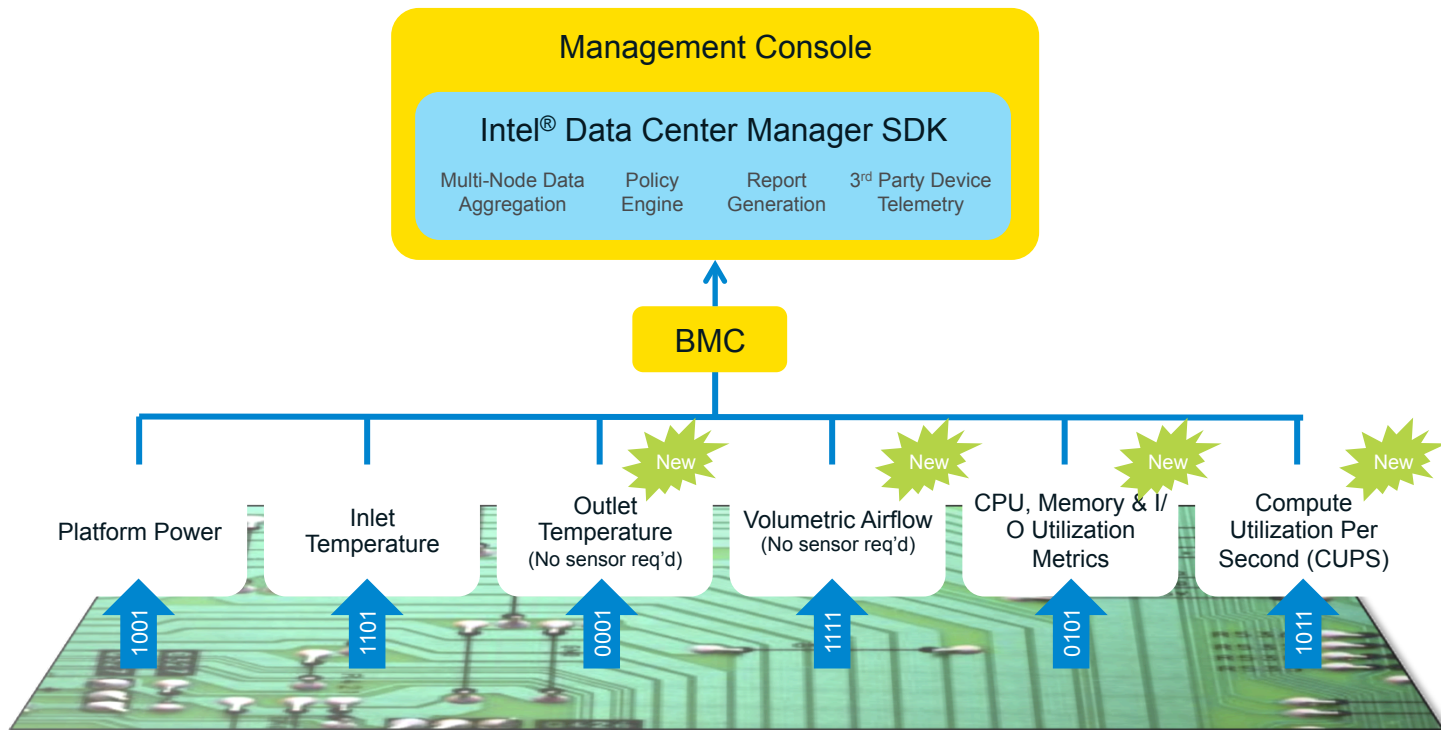 Management Console
Intel® Data Center Manager SDK
Multi-Node Data
Aggregation
Policy
Engine
Report
Generation
3rd Party Device
Telemetry
BMC
New
New
New
New
Platform Power
Inlet
Temperature
Outlet
Temperature
(No sensor req’d)
Volumetric Airflow
(No sensor req’d)
CPU, Memory & I/
O Utilization
Metrics
Compute
Utilization Per
Second (CUPS)
1001
1101
0001
1111
0101
1011